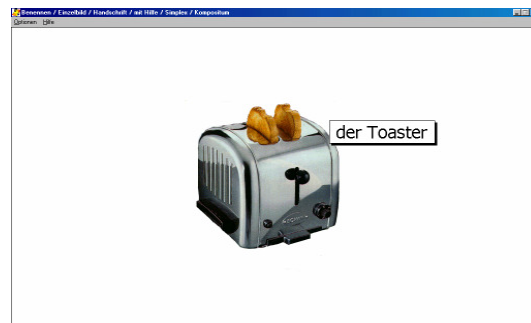 Benennen / Einzelbild / Handschrift / mit Hilfe / Simplex / Kompositum
Optionen Hilfe
der Toaster